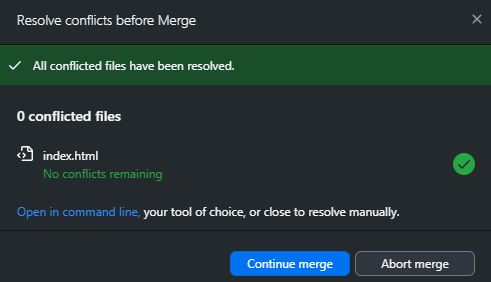 Resolve conflicts before Merge
All conflicted files have been resolved.
0 conflicted files
index.html
No conflicts remaining
Open in command line, your tool of choice, or close to resolve manually.
Continue merge
Abort merge